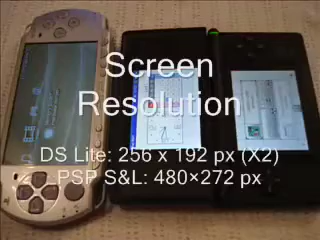 Screen
Resolution
DS Lite: 256 x 192 px (X2)
PSP S&L: 480×272 px